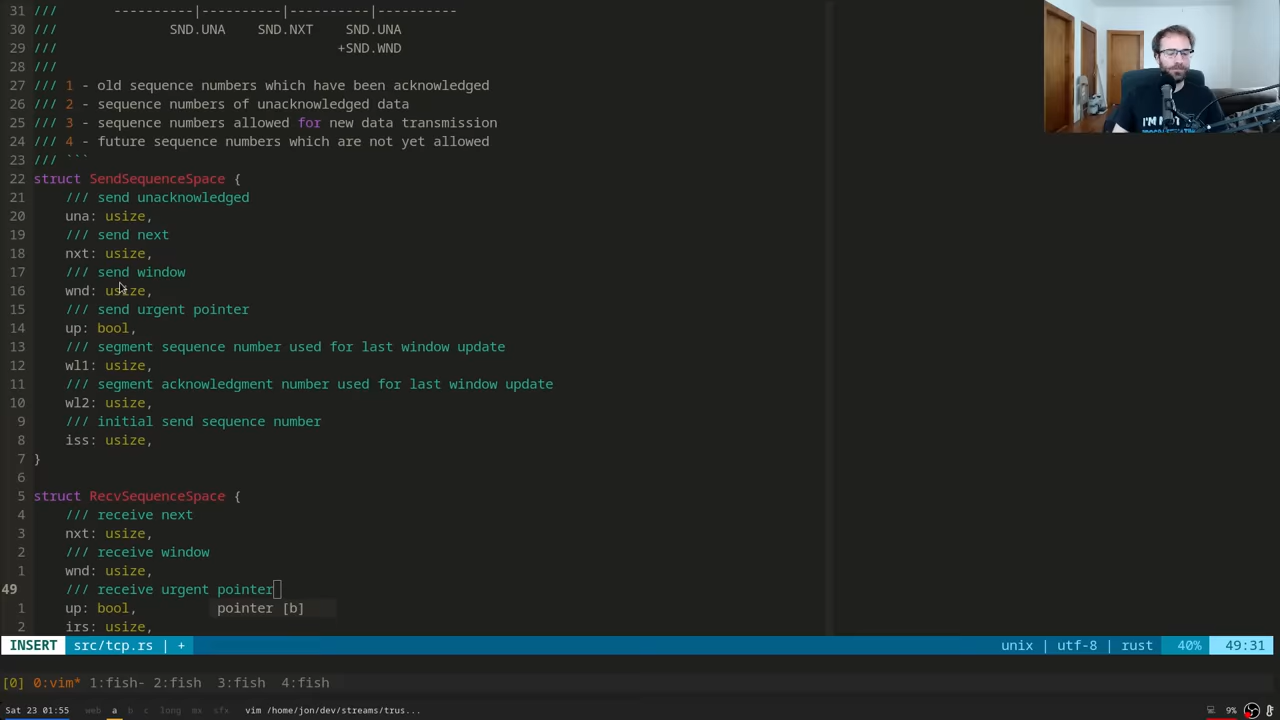 31 ///       ----------|----------|----------|----------
30 ///              SND.UNA    SND.NXT    SND.UNA
29 ///                                   +SND.WND
28 ///
27 /// 1 - old sequence numbers which have been acknowledged
26 /// 2 - sequence numbers of unacknowledged data
25 /// 3 - sequence numbers allowed for new data transmission
24 /// 4 - future sequence numbers which are not yet allowed
23 /// ```
22 struct SendSequenceSpace {
21     /// send unacknowledged
20     una: usize,
19     /// send next
18     nxt: usize,
17     /// send window
16     wnd: usize,
15     /// send urgent pointer
14     up: bool,
13     /// segment sequence number used for last window update
12     wl1: usize,
11     /// segment acknowledgment number used for last window update
10     wl2: usize,
9     /// initial send sequence number
8     iss: usize,
7 }
6
5 struct RecvSequenceSpace {
4     /// receive next
3     nxt: usize,
2     /// receive window
1     wnd: usize,
49     /// receive urgent pointer
1     up: bool,          pointer [b]
2     irs: usize,
INSERT src/tcp.rs | + unix | utf-8 | rust 40% 49:31
[0] 0:vim* 1:fish- 2:fish 3:fish 4:fish
Sat 23 01:55 web a b c long mx sfx vim /home/jon/dev/streams/trus... 9%